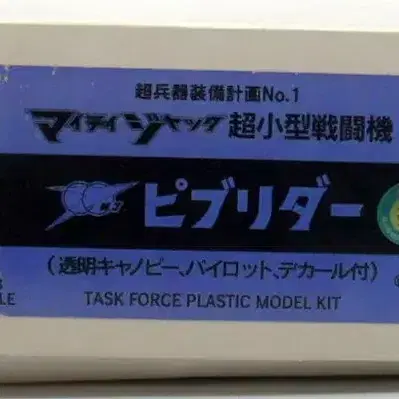 超兵器装備計画No.1
マイティジャック 超小型戦闘機
ピブリダー
(透明キャノピー、パイロット、デカール付)
TASK FORCE PLASTIC MODEL KIT